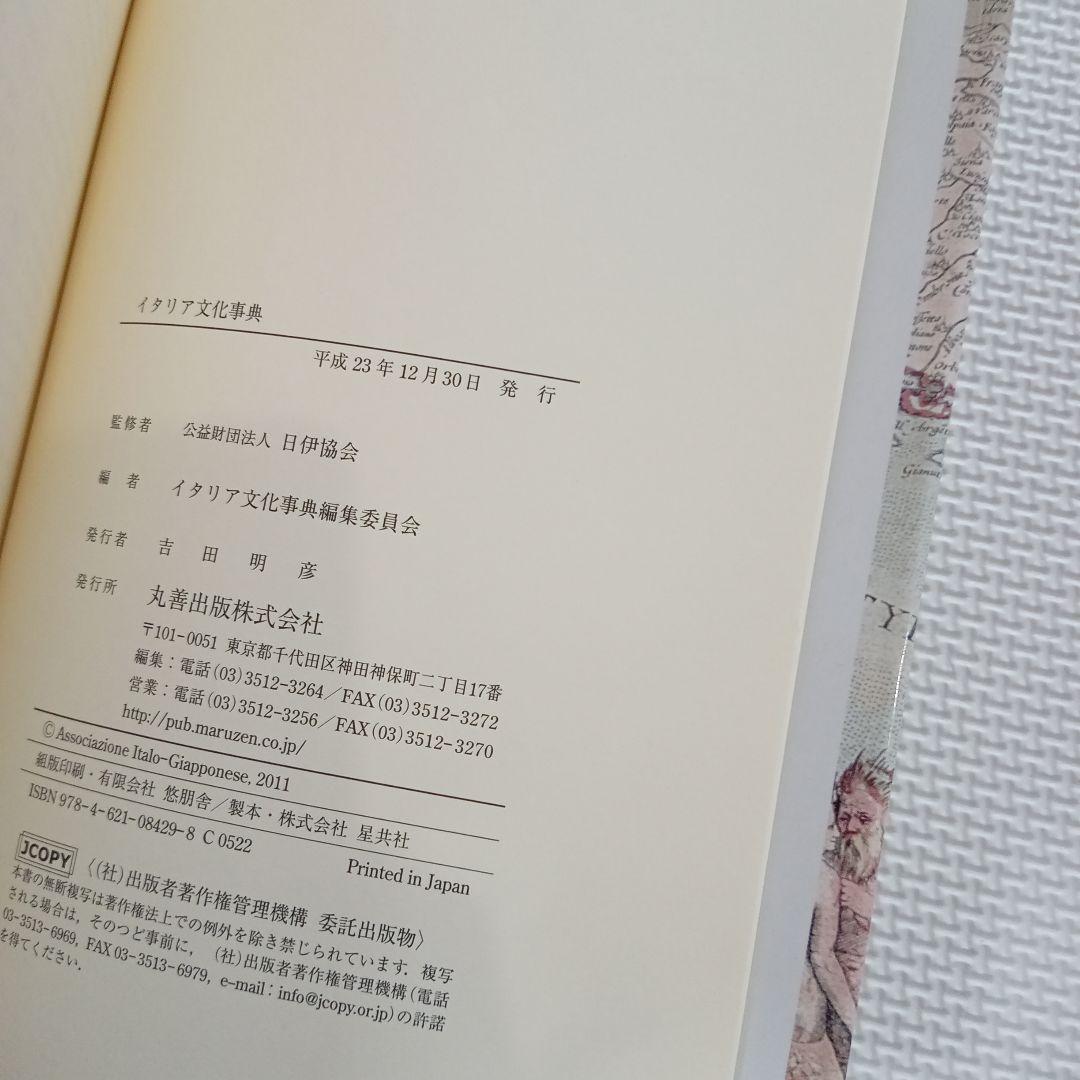 イタリア文化事典
平成23年12月30日 発 行
監修者 公益財団法人 日伊協会
編 者 イタリア文化事典編集委員会
発行者 吉 田 明 彦
発行所 丸善出版株式会社
〒101-0051 東京都千代田区神田神保町二丁目17番
編集:電話(03)3512-3264/FAX(03)3512-3272
営業:電話(03)3512-3256/FAX(03)3512-3270
http://pub.maruzen.co.jp/
© Associazione Italo-Giapponese, 2011
組版印刷・有限会社 悠朋舎/製本・株式会社 星共社
ISBN 978-4-621-08429-8 C 0522
Printed in Japan
JCOPY 〈(社)出版者著作権管理機構 委託出版物〉
本書の無断複写は著作権法上での例外を除き禁じられています.複写
される場合は,そのつど事前に,(社)出版者著作権管理機構(電話
03-3513-6969, FAX 03-3513-6979, e-mail:info@jcopy.or.jp)の許諾
を得てください.